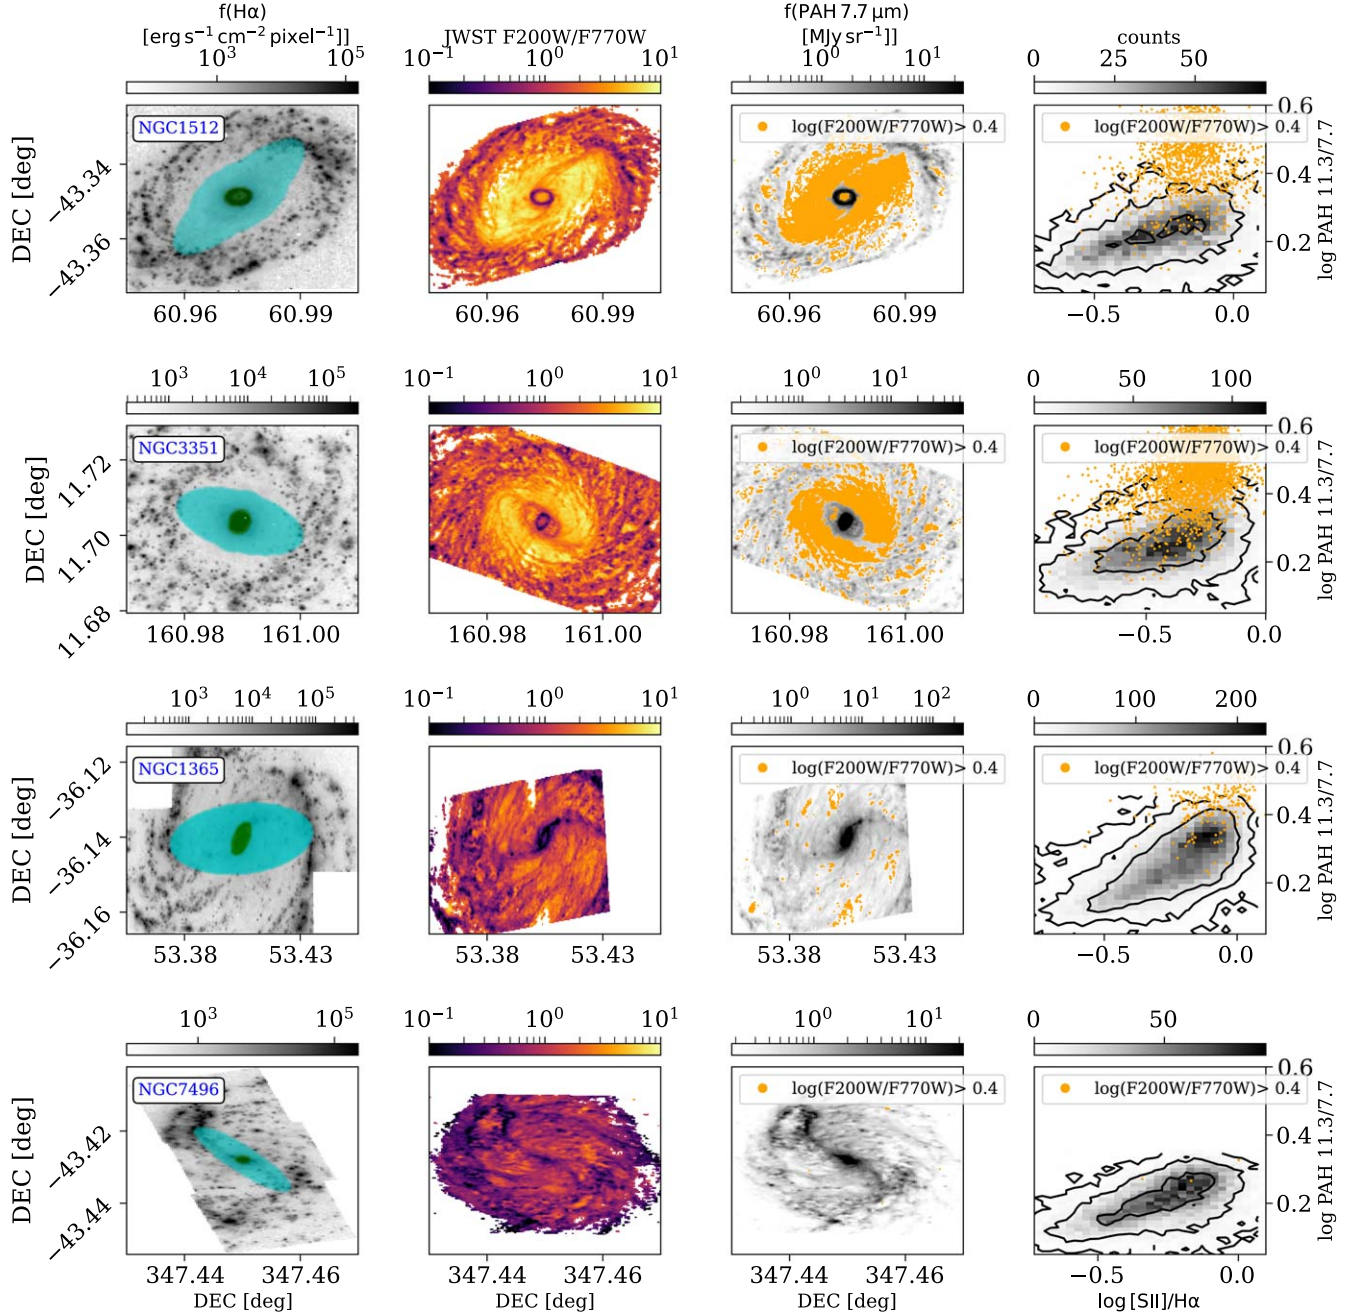 f(Hα)
[erg s⁻¹ cm⁻² pixel⁻¹]]
10³ 10⁵
JWST F200W/F770W
10⁻¹ 10⁰ 10¹
f(PAH 7.7 μm)
[MJy sr⁻¹]]
10⁰ 10¹
counts
0 25 50
NGC1512
log(F200W/F770W)> 0.4
log(F200W/F770W)> 0.4
DEC [deg]
−43.34
−43.36
60.96 60.99
60.96 60.99
60.96 60.99
−0.5 0.0
0.6
0.4
0.2
log PAH 11.3/7.7
10³ 10⁴ 10⁵
10⁻¹ 10⁰ 10¹
10⁰ 10¹
0 50 100
NGC3351
log(F200W/F770W)> 0.4
log(F200W/F770W)> 0.4
DEC [deg]
11.72
11.70
11.68
160.98 161.00
160.98 161.00
160.98 161.00
−0.5 0.0
0.6
0.4
0.2
log PAH 11.3/7.7
10³ 10⁴ 10⁵
10⁻¹ 10⁰ 10¹
10⁰ 10¹ 10²
0 100 200
NGC1365
log(F200W/F770W)> 0.4
log(F200W/F770W)> 0.4
DEC [deg]
−36.12
−36.14
−36.16
53.38 53.43
53.38 53.43
53.38 53.43
−0.5 0.0
0.6
0.4
0.2
log PAH 11.3/7.7
10³ 10⁵
10⁻¹ 10⁰ 10¹
10⁰ 10¹
0 50
NGC7496
log(F200W/F770W)> 0.4
log(F200W/F770W)> 0.4
DEC [deg]
−43.42
−43.44
347.44 347.46
347.44 347.46
347.44 347.46
−0.5 0.0
0.6
0.4
0.2
log PAH 11.3/7.7
DEC [deg]
DEC [deg]
DEC [deg]
log [SII]/Hα